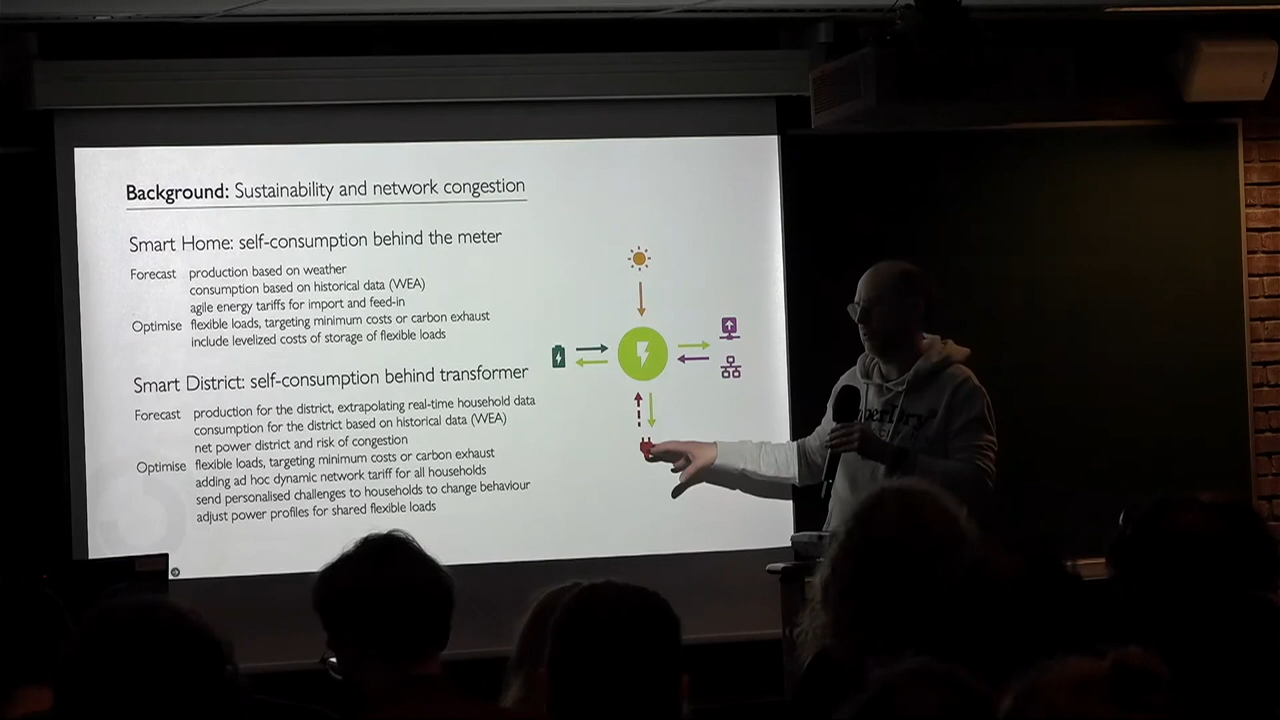 Background: Sustainability and network congestion
Smart Home: self-consumption behind the meter
Forecast production based on weather
consumption based on historical data (WEA)
agile energy tariffs for import and feed-in
Optimise flexible loads, targeting minimum costs or carbon exhaust
include levelized costs of storage of flexible loads
Smart District: self-consumption behind transformer
Forecast production for the district, extrapolating real-time household data
consumption for the district based on historical data (WEA)
net power district and risk of congestion
Optimise flexible loads, targeting minimum costs or carbon exhaust
adding ad hoc dynamic network tariff for all households
send personalised challenges to households to change behaviour
adjust power profiles for shared flexible loads